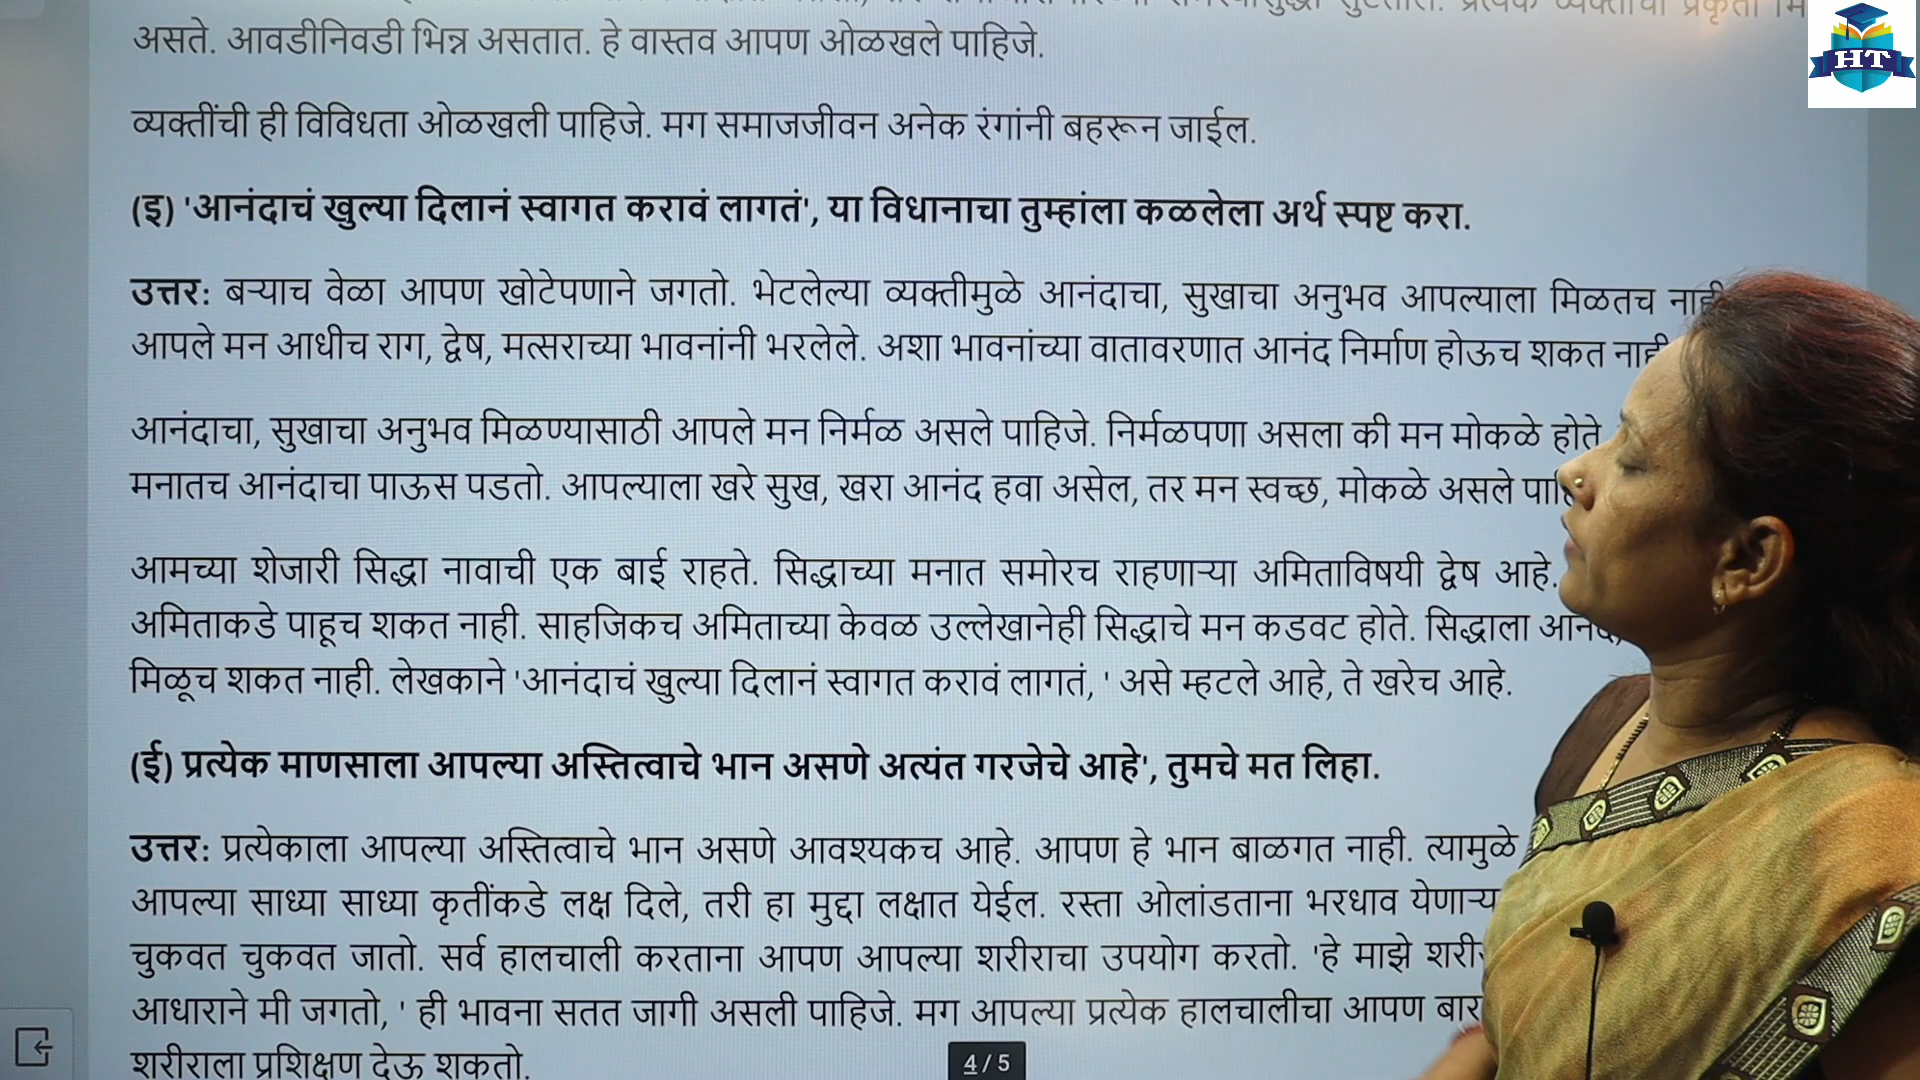 असते. आवडीनिवडी भिन्न असतात. हे वास्तव आपण ओळखले पाहिजे.
HT
व्यक्तींची ही विविधता ओळखली पाहिजे. मग समाजजीवन अनेक रंगांनी बहरून जाईल.
(इ) 'आनंदाचं खुल्या दिलानं स्वागत करावं लागतं', या विधानाचा तुम्हांला कळलेला अर्थ स्पष्ट करा.
उत्तर: बऱ्याच वेळा आपण खोटेपणाने जगतो. भेटलेल्या व्यक्तीमुळे आनंदाचा, सुखाचा अनुभव आपल्याला मिळतच
आपले मन आधीच राग, द्वेष, मत्सराच्या भावनांनी भरलेले. अशा भावनांच्या वातावरणात आनंद निर्माण होऊच शकत
आनंदाचा, सुखाचा अनुभव मिळण्यासाठी आपले मन निर्मळ असले पाहिजे. निर्मळपणा असला की मन मोकळे होते
मनातच आनंदाचा पाऊस पडतो. आपल्याला खरे सुख, खरा आनंद हवा असेल, तर मन स्वच्छ, मोकळे असले
आमच्या शेजारी सिद्धा नावाची एक बाई राहते. सिद्धाच्या मनात समोरच राहणाऱ्या अमिताविषयी द्वेष आहे.
अमिताकडे पाहूच शकत नाही. साहजिकच अमिताच्या केवळ उल्लेखानेही सिद्धाचे मन कडवट होते. सिद्धाला
मिळूच शकत नाही. लेखकाने 'आनंदाचं खुल्या दिलानं स्वागत करावं लागतं, ' असे म्हटले आहे, ते खरेच आहे.
(ई) प्रत्येक माणसाला आपल्या अस्तित्वाचे भान असणे अत्यंत गरजेचे आहे', तुमचे मत लिहा.
उत्तर: प्रत्येकाला आपल्या अस्तित्वाचे भान असणे आवश्यकच आहे. आपण हे भान बाळगत नाही. त्यामुळे
आपल्या साध्या साध्या कृतींकडे लक्ष दिले, तरी हा मुद्दा लक्षात येईल. रस्ता ओलांडताना भरधाव
चुकवत चुकवत जातो. सर्व हालचाली करताना आपण आपल्या शरीराचा उपयोग करतो. 'हे माझे
आधाराने मी जगतो, ' ही भावना सतत जागी असली पाहिजे. मग आपल्या प्रत्येक हालचालीचा आपण
शरीराला प्रशिक्षण देऊ शकतो.
4 / 5